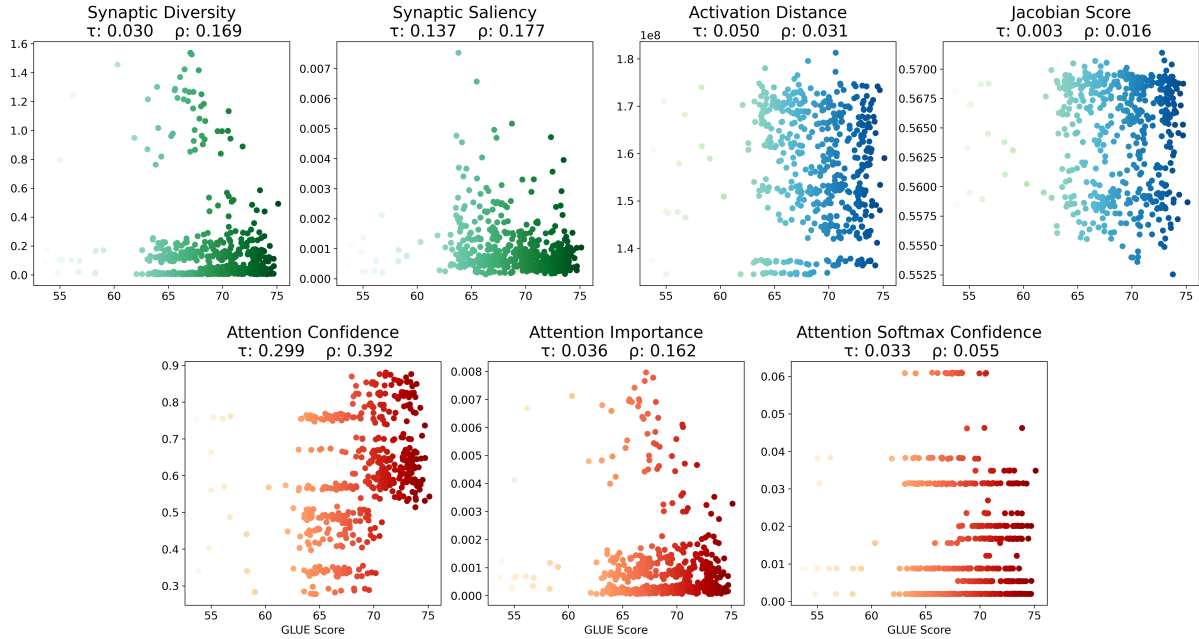 Synaptic Diversity
τ: 0.030 ρ: 0.169
1.6
1.4
1.2
1.0
0.8
0.6
0.4
0.2
0.0
55 60 65 70 75
Synaptic Saliency
τ: 0.137 ρ: 0.177
0.007
0.006
0.005
0.004
0.003
0.002
0.001
0.000
55 60 65 70 75
Activation Distance
τ: 0.050 ρ: 0.031
1e8
1.8
1.7
1.6
1.5
1.4
55 60 65 70 75
Jacobian Score
τ: 0.003 ρ: 0.016
0.5700
0.5675
0.5650
0.5625
0.5600
0.5575
0.5550
0.5525
55 60 65 70 75
Attention Confidence
τ: 0.299 ρ: 0.392
0.9
0.8
0.7
0.6
0.5
0.4
0.3
55 60 65 70 75
GLUE Score
Attention Importance
τ: 0.036 ρ: 0.162
0.008
0.007
0.006
0.005
0.004
0.003
0.002
0.001
0.000
55 60 65 70 75
GLUE Score
Attention Softmax Confidence
τ: 0.033 ρ: 0.055
0.06
0.05
0.04
0.03
0.02
0.01
0.00
55 60 65 70 75
GLUE Score